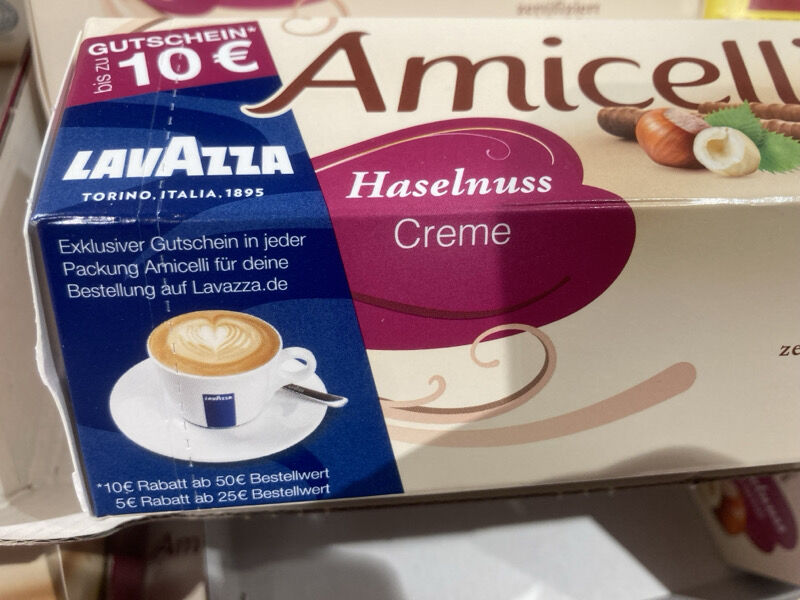 GUTSCHEIN*
bis zu 10 €
LAVAZZA
TORINO, ITALIA, 1895
Exklusiver Gutschein in jeder
Packung Amicelli für deine
Bestellung auf Lavazza.de
LAVAZZA
*10€ Rabatt ab 50€ Bestellwert
5€ Rabatt ab 25€ Bestellwert
Amicelli
Haselnuss
Creme